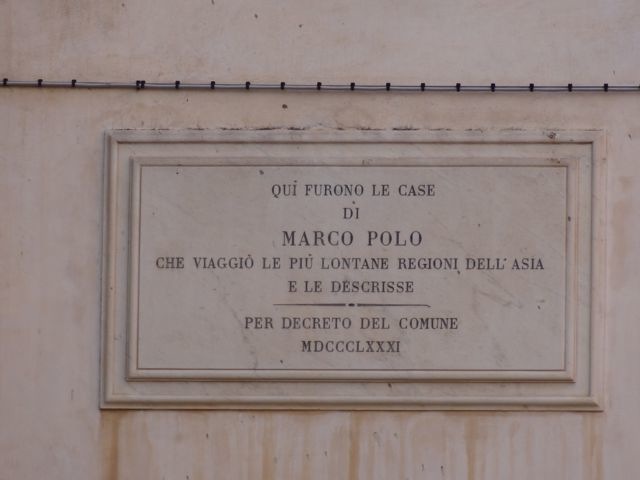 QUI FURONO LE CASE
DI
MARCO POLO
CHE VIAGGIÒ LE PIÚ LONTANE REGIONI DELL'ASIA
E LE DESCRISSE
PER DECRETO DEL COMUNE
MDCCCLXXXI